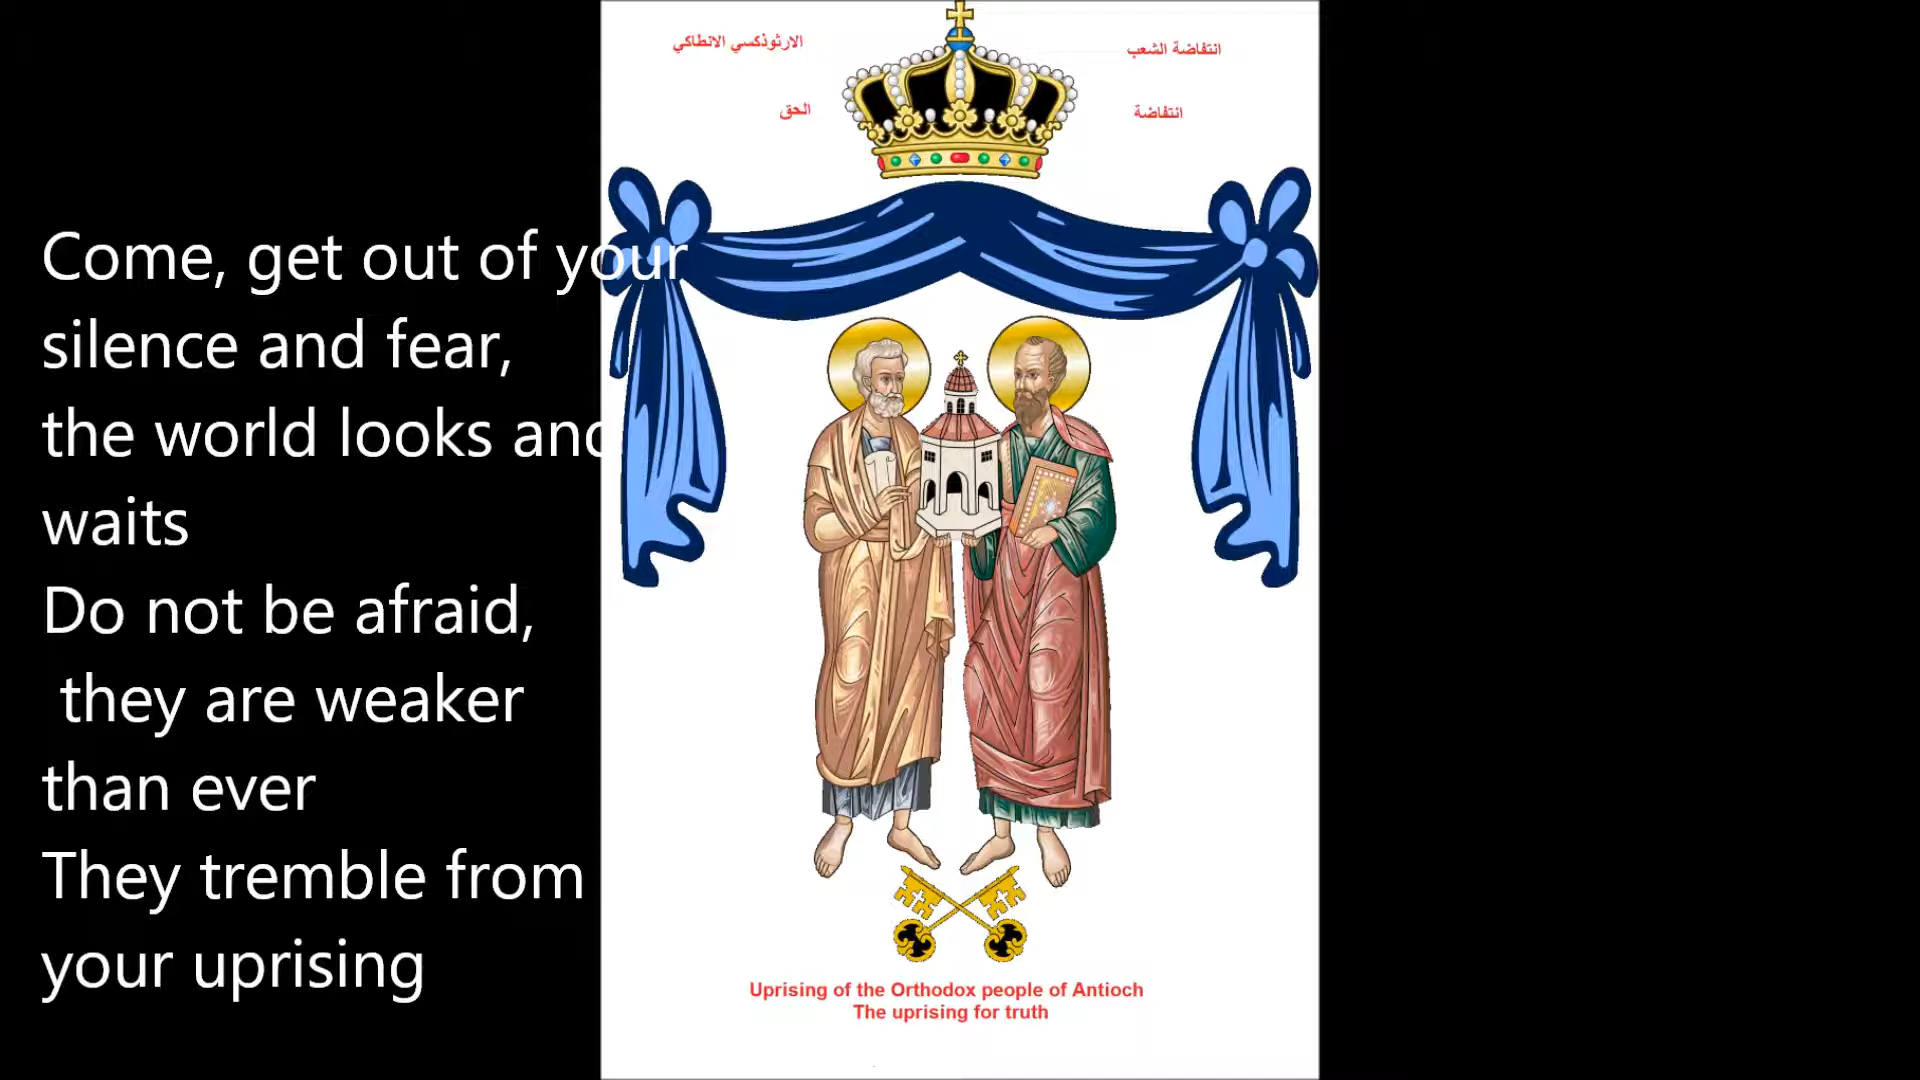 Come, get out of your
silence and fear,
the world looks and
waits
Do not be afraid,
they are weaker
than ever
They tremble from
your uprising
انتفاضة الشعب
الارثوذكسي الانطاكي
انتفاضة
الحق
Uprising of the Orthodox people of Antioch
The uprising for truth